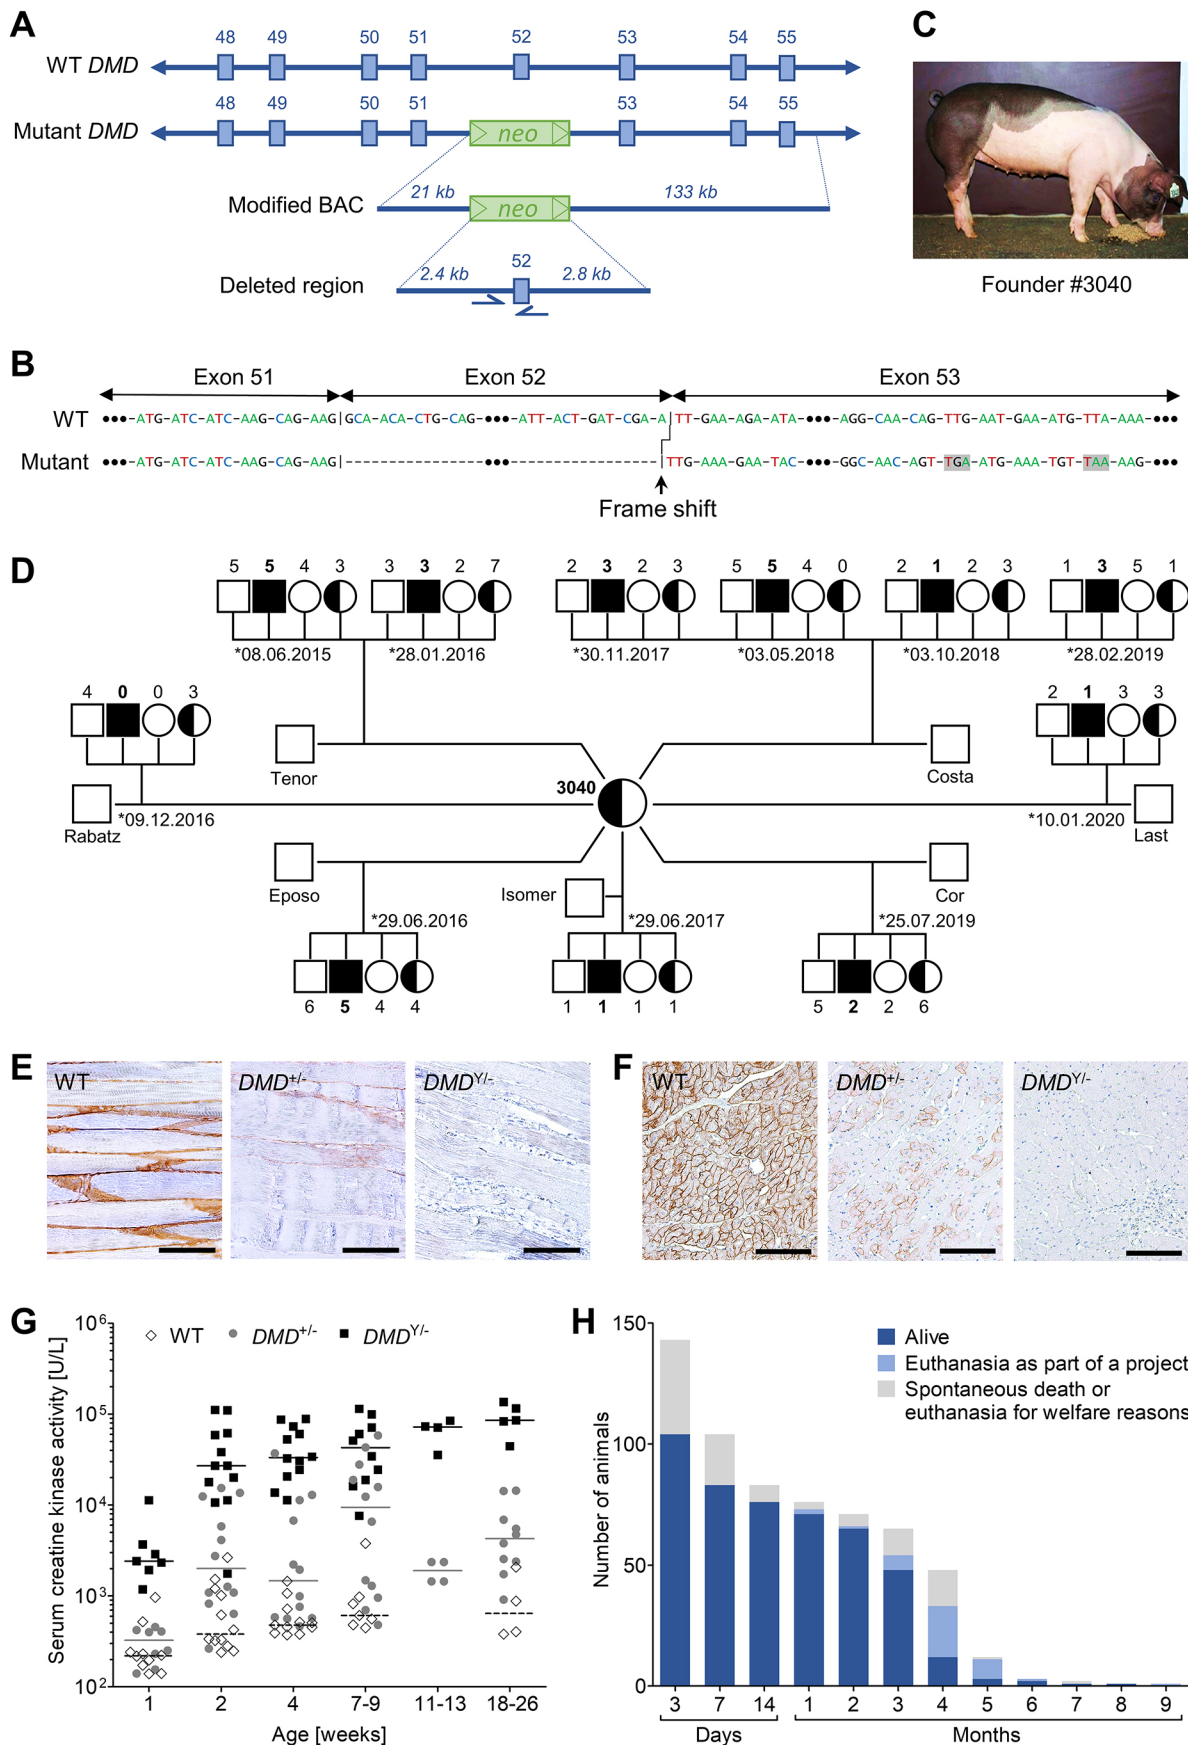 A
48 49 50 51 52 53 54 55
WT DMD
48 49 50 51 53 54 55
Mutant DMD neo
21 kb 133 kb
Modified BAC neo
52
2.4 kb 2.8 kb
Deleted region
C
Founder #3040
B
Exon 51 Exon 52 Exon 53
WT •••-ATG-ATC-ATC-AAG-CAG-AAG|GCA-ACA-CTG-CAG-•••-ATT-ACT-GAT-CGA-A|TT-GAA-AGA-ATA-•••-AGG-CAA-CAG-TTG-AAT-GAA-ATG-TTA-AAA-•••
Mutant •••-ATG-ATC-ATC-AAG-CAG-AAG|-----------------•••-----------------|TTG-AAA-GAA-TAC-•••-GGC-AAC-AGT-TGA-ATG-AAA-TGT-TAA-AAG-•••
Frame shift
D
5 5 4 3 3 3 2 7 2 3 2 3 5 5 4 0 2 1 2 3 1 3 5 1
*08.06.2015 *28.01.2016 *30.11.2017 *03.05.2018 *03.10.2018 *28.02.2019
4 0 0 3 2 1 3 3
Tenor Costa
3040
Rabatz *09.12.2016 *10.01.2020 Last
Eposo Isomer Cor
*29.06.2016 *29.06.2017 *25.07.2019
6 5 4 4 1 1 1 1 5 2 2 6
E
WT DMD+/- DMDY/-
F
WT DMD+/- DMDY/-
G
WT DMD+/- DMDY/-
Serum creatine kinase activity [U/L]
10⁶
10⁵
10⁴
10³
10²
1 2 4 7-9 11-13 18-26
Age [weeks]
H
Alive
Euthanasia as part of a project
Spontaneous death or
euthanasia for welfare reasons
Number of animals
150
100
50
0
3 7 14 1 2 3 4 5 6 7 8 9
Days Months